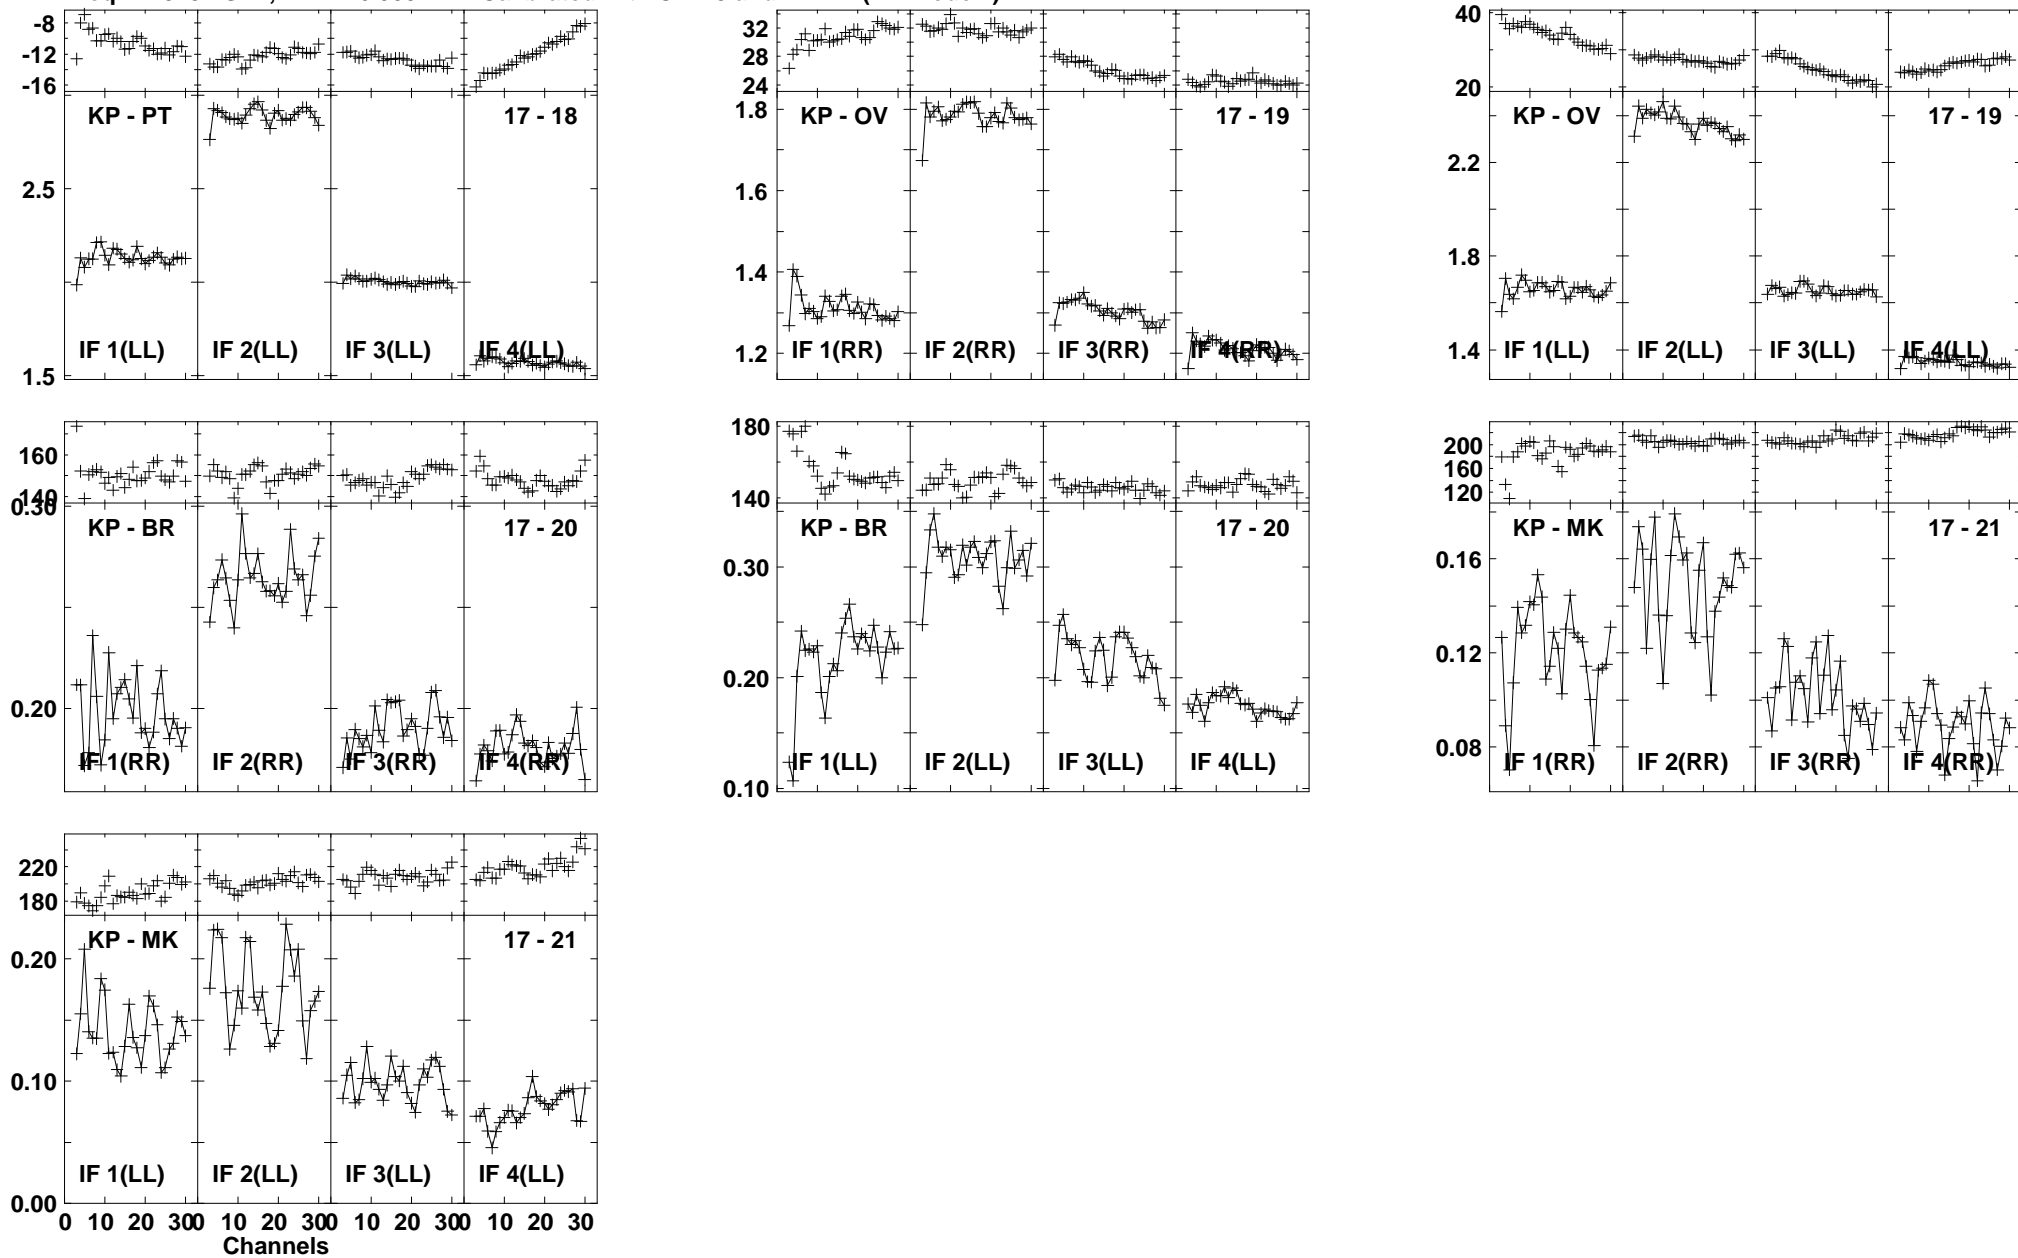 -8
-12
-16
KP - PT 17 - 18
2.5
1.5
IF 1(LL) IF 2(LL) IF 3(LL) IF 4(LL)
32
28
24
KP - OV 17 - 19
1.8
1.6
1.4
1.2
IF 1(RR) IF 2(RR) IF 3(RR) IF 4(RR)
40
20
KP - OV 17 - 19
2.2
1.8
1.4
IF 1(LL) IF 2(LL) IF 3(LL) IF 4(LL)
160
140
0.30
KP - BR 17 - 20
0.20
IF 1(RR) IF 2(RR) IF 3(RR) IF 4(RR)
180
140
KP - BR 17 - 20
0.30
0.20
0.10
IF 1(LL) IF 2(LL) IF 3(LL) IF 4(LL)
200
160
120
KP - MK 17 - 21
0.16
0.12
0.08
IF 1(RR) IF 2(RR) IF 3(RR) IF 4(RR)
220
180
KP - MK 17 - 21
0.20
0.10
0.00
IF 1(LL) IF 2(LL) IF 3(LL) IF 4(LL)
0 10 20 30 0 10 20 30 0 10 20 30 0 10 20 30
Channels